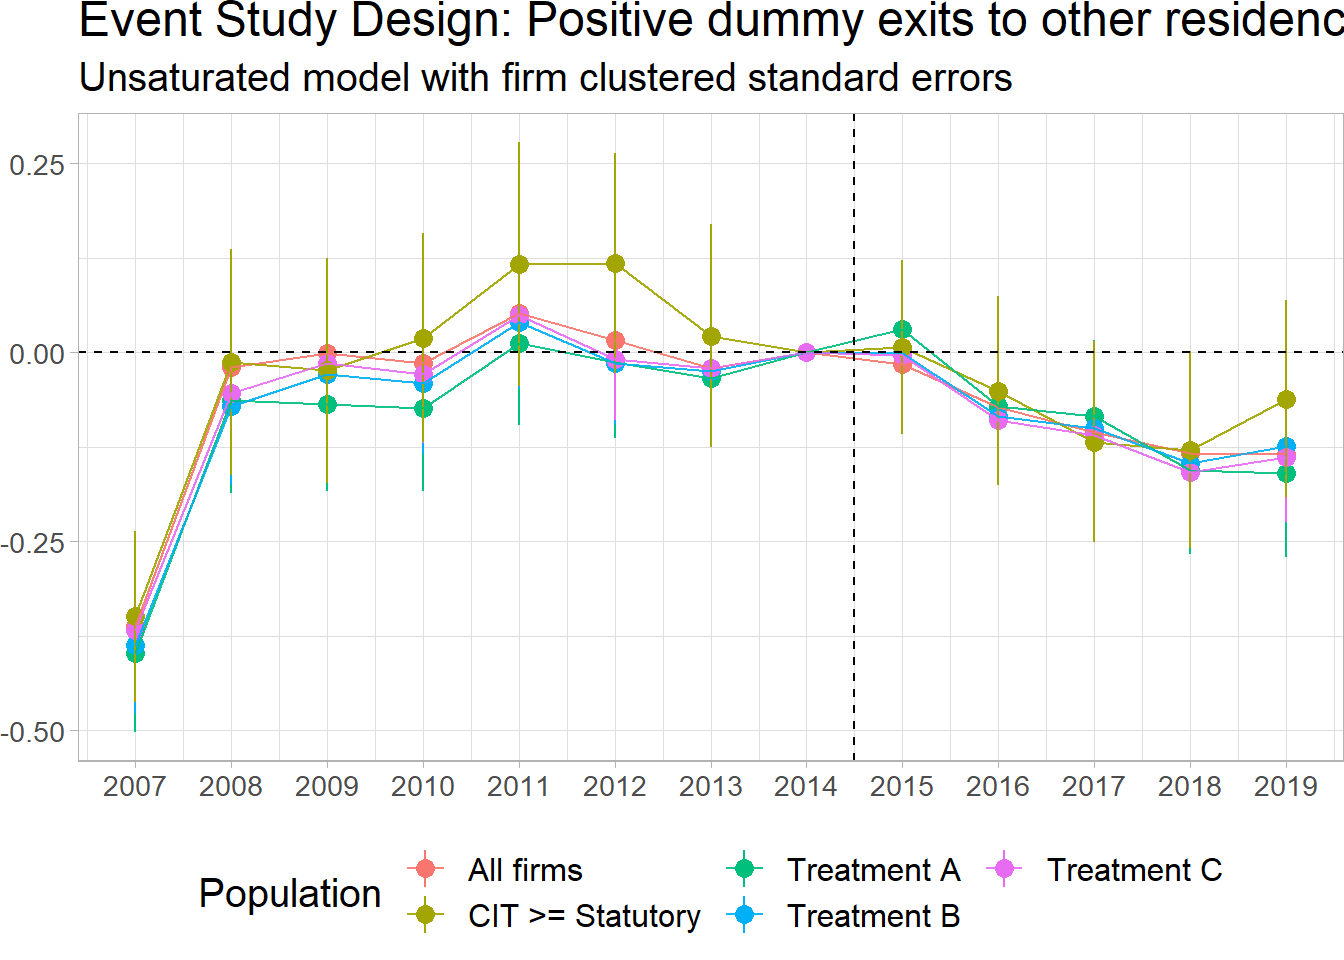 Event Study Design: Positive dummy exits to other residenc
Unsaturated model with firm clustered standard errors
0.25
0.00
-0.25
-0.50
2007 2008 2009 2010 2011 2012 2013 2014 2015 2016 2017 2018 2019
Population
All firms
CIT >= Statutory
Treatment A
Treatment B
Treatment C